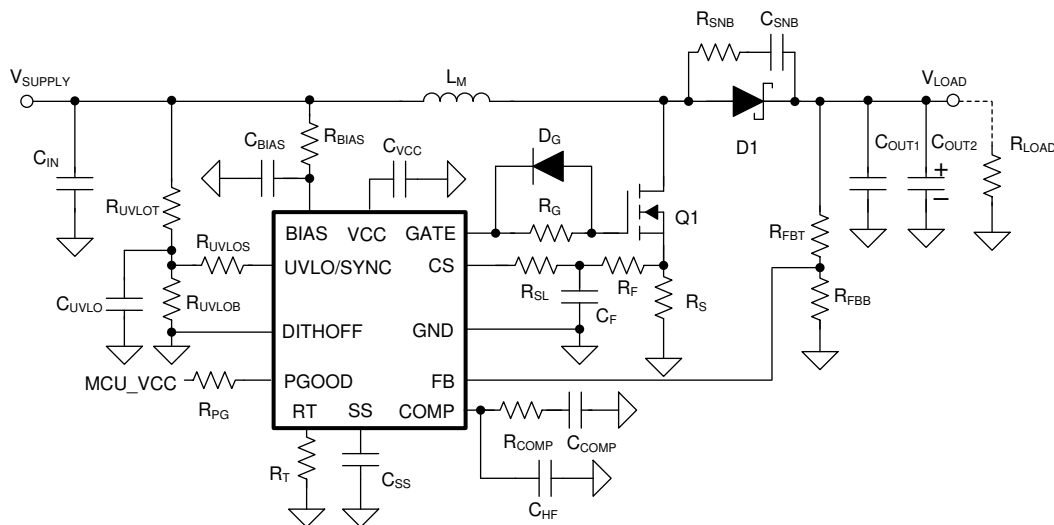 RSNB
CSNB
VSUPPLY
LM
VLOAD
D1
CIN
CBIAS
RBIAS
CVCC
DG
COUT1
COUT2
+
−
RLOAD
RUVLOT
RG
Q1
BIAS
VCC
GATE
RUVLOS
UVLO/SYNC
CS
RFBT
CUVLO
RUVLOB
RSL
RF
CF
RS
RFBB
DITHOFF
GND
MCU_VCC
RPG
PGOOD
FB
RT
SS
COMP
RCOMP
CCOMP
RT
CSS
CHF